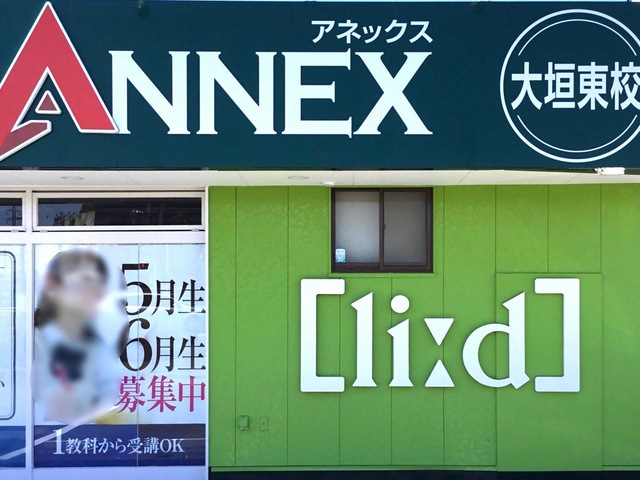 アネックス
ANNEX
大垣東校
5月生
6月生
募集中
1教科から受講OK
[li:d]